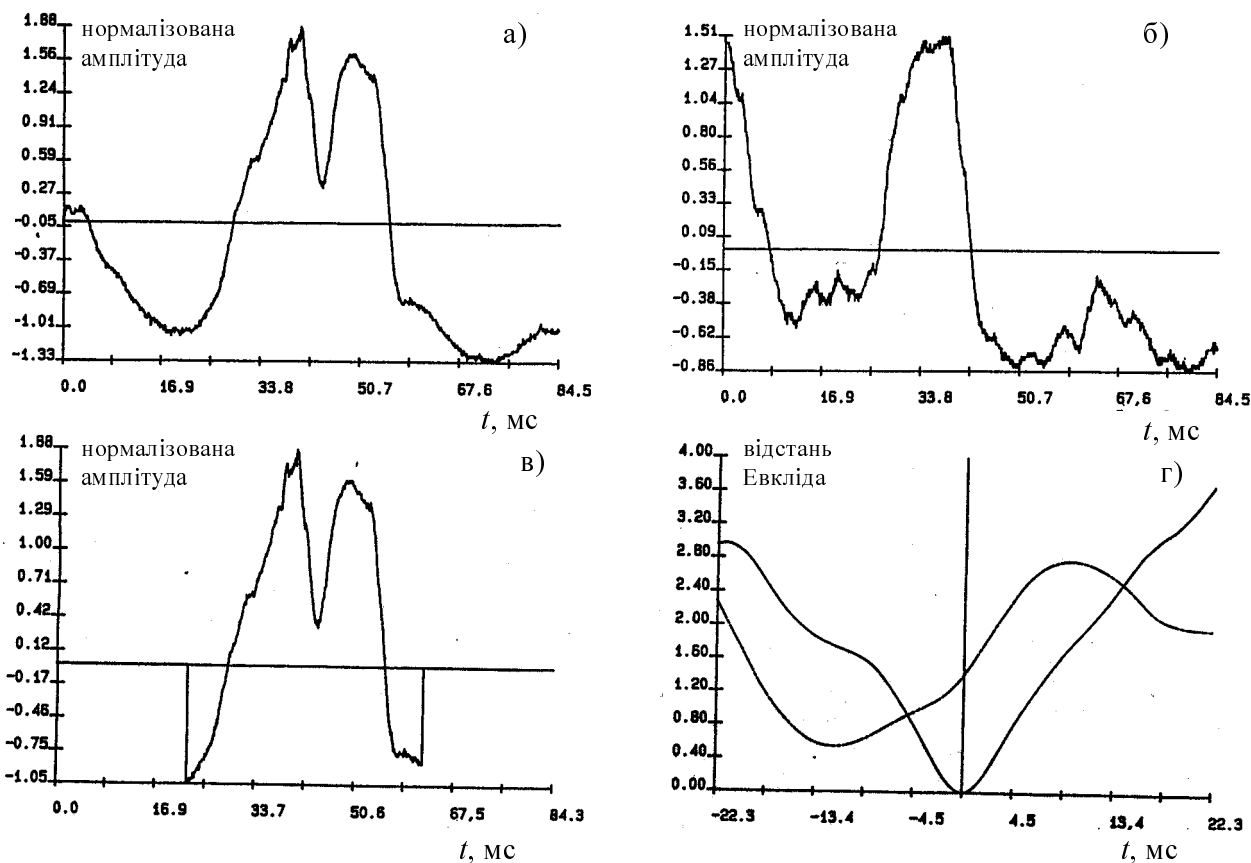 нормалізована
амплітуда
а)
1.88
1.56
1.24
0.91
0.59
0.27
-0.05
-0.37
-0.69
-1.01
-1.33
0.0 16.9 33.8 50.7 67.6 84.5
t, мс
нормалізована
амплітуда
б)
1.51
1.27
1.04
0.80
0.56
0.33
0.09
-0.15
-0.38
-0.62
-0.86
0.0 16.9 33.8 50.7 67.6 84.5
t, мс
нормалізована
амплітуда
в)
1.88
1.59
1.29
1.00
0.71
0.42
0.12
-0.17
-0.46
-0.75
-1.05
0.0 16.9 33.7 50.6 67.5 84.3
t, мс
відстань
Евкліда
г)
4.00
3.60
3.20
2.80
2.40
2.00
1.60
1.20
0.80
0.40
0.00
-22.3 -13.4 -4.5 4.5 13.4 22.3
t, мс